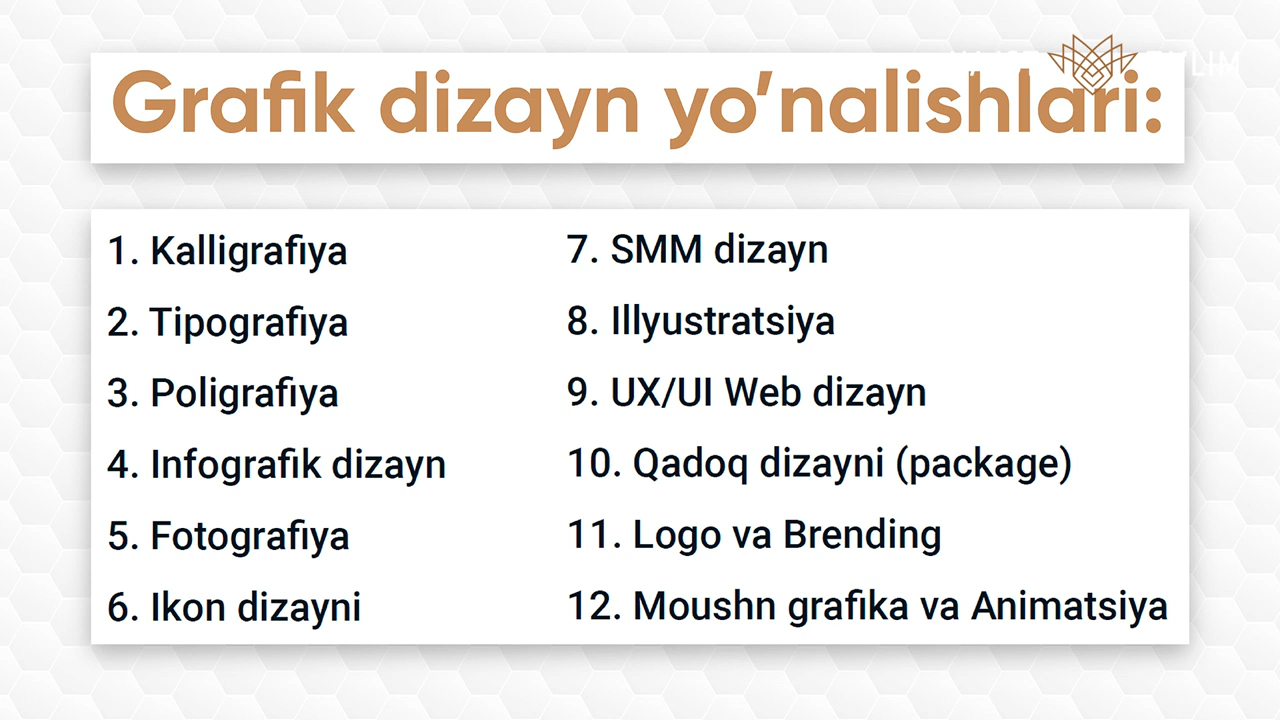 Grafik dizayn yo’nalishlari:
1. Kalligrafiya
2. Tipografiya
3. Poligrafiya
4. Infografik dizayn
5. Fotografiya
6. Ikon dizayni
7. SMM dizayn
8. Illyustratsiya
9. UX/UI Web dizayn
10. Qadoq dizayni (package)
11. Logo va Brending
12. Moushn grafika va Animatsiya